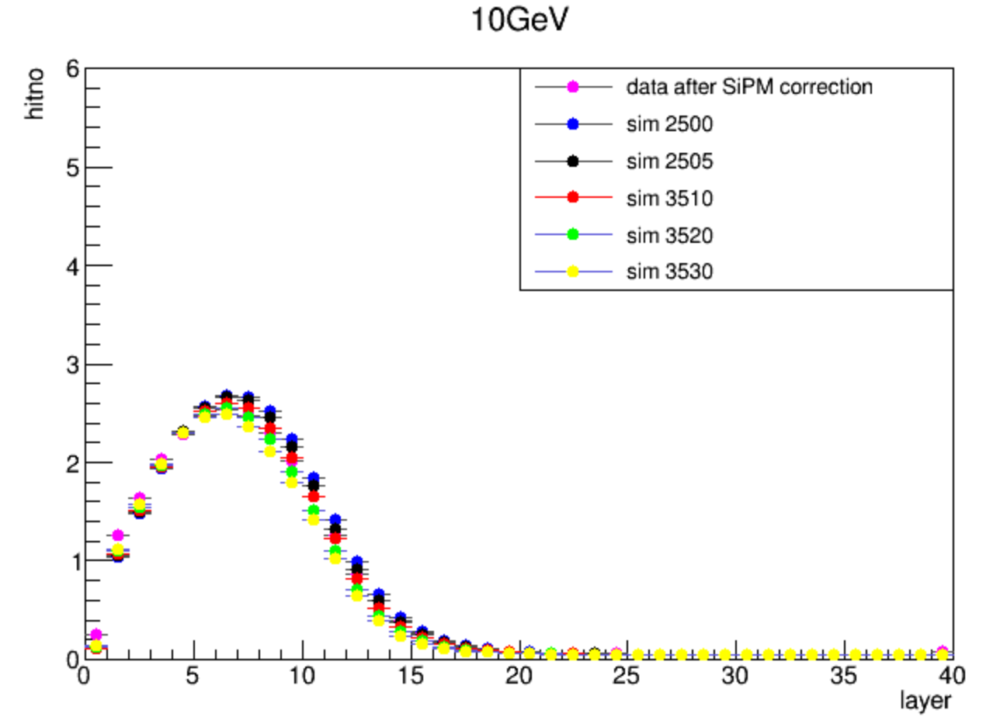 10GeV
hitno
6
5
4
3
2
1
0
data after SiPM correction
sim 2500
sim 2505
sim 3510
sim 3520
sim 3530
0 5 10 15 20 25 30 35 40
layer